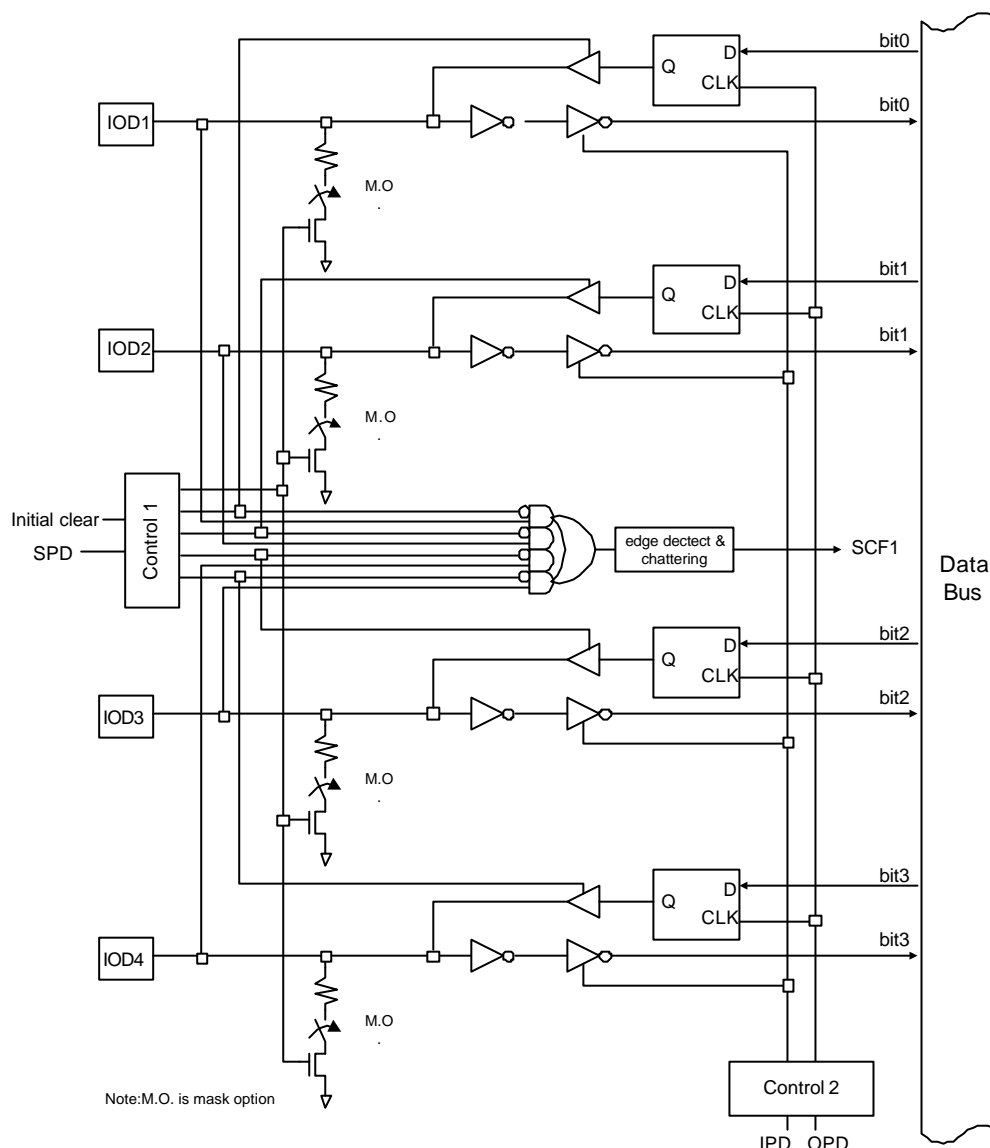 bit0
D
Q
CLK
IOD1
bit0
M.O
.
bit1
D
Q
CLK
IOD2
bit1
M.O
.
Initial clear
SPD
Control 1
edge dectect &
chattering
SCF1
Data
Bus
bit2
D
Q
CLK
IOD3
bit2
M.O
.
bit3
D
Q
CLK
IOD4
bit3
M.O
.
Control 2
Note:M.O. is mask option
IPD OPD